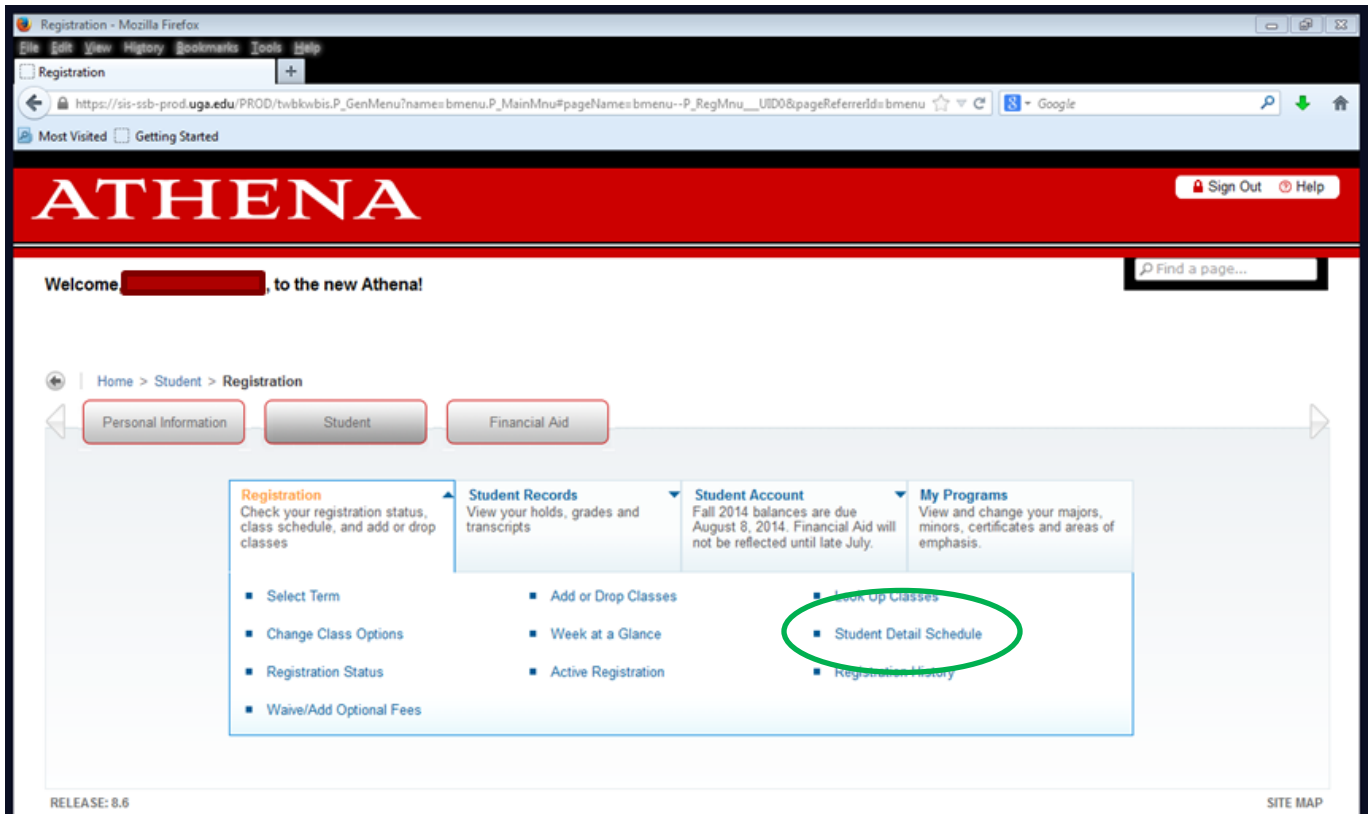 Registration - Mozilla Firefox
File Edit View History Bookmarks Tools Help
Registration
https://sis-ssb-prod.uga.edu/PROD/twbkwbis.P_GenMenu?name=bmenu.P_MainMnu#pageName=bmenu--P_RegMnu__UID0&pageReferrerId=bmenu Google
Most Visited Getting Started
ATHENA
Sign Out Help
Find a page...
Welcome, , to the new Athena!
Home > Student > Registration
Personal Information Student Financial Aid
Registration
Check your registration status,
class schedule, and add or drop
classes
Student Records
View your holds, grades and
transcripts
Student Account
Fall 2014 balances are due
August 8, 2014. Financial Aid will
not be reflected until late July.
My Programs
View and change your majors,
minors, certificates and areas of
emphasis.
Select Term Add or Drop Classes Look Up Classes
Change Class Options Week at a Glance Student Detail Schedule
Registration Status Active Registration Registration History
Waive/Add Optional Fees
RELEASE: 8.6 SITE MAP